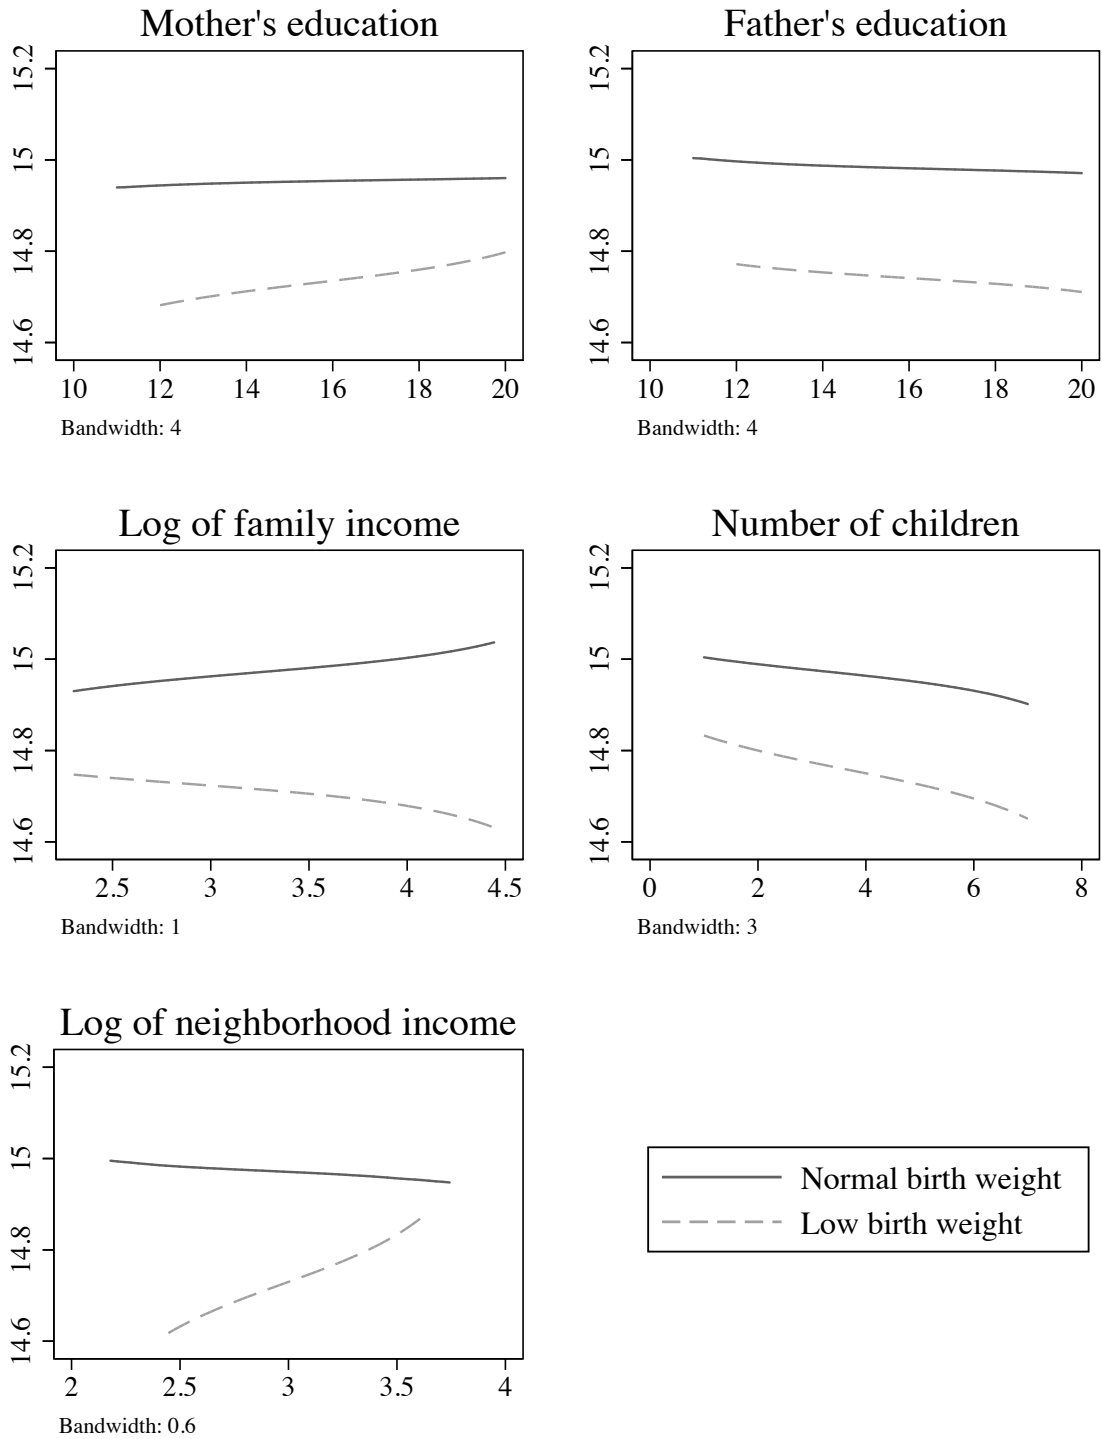 Mother's education
15.2
15
14.8
14.6
10 12 14 16 18 20
Bandwidth: 4
Father's education
15.2
15
14.8
14.6
10 12 14 16 18 20
Bandwidth: 4
Log of family income
15.2
15
14.8
14.6
2.5 3 3.5 4 4.5
Bandwidth: 1
Number of children
15.2
15
14.8
14.6
0 2 4 6 8
Bandwidth: 3
Log of neighborhood income
15.2
15
14.8
14.6
2 2.5 3 3.5 4
Bandwidth: 0.6
Normal birth weight
Low birth weight